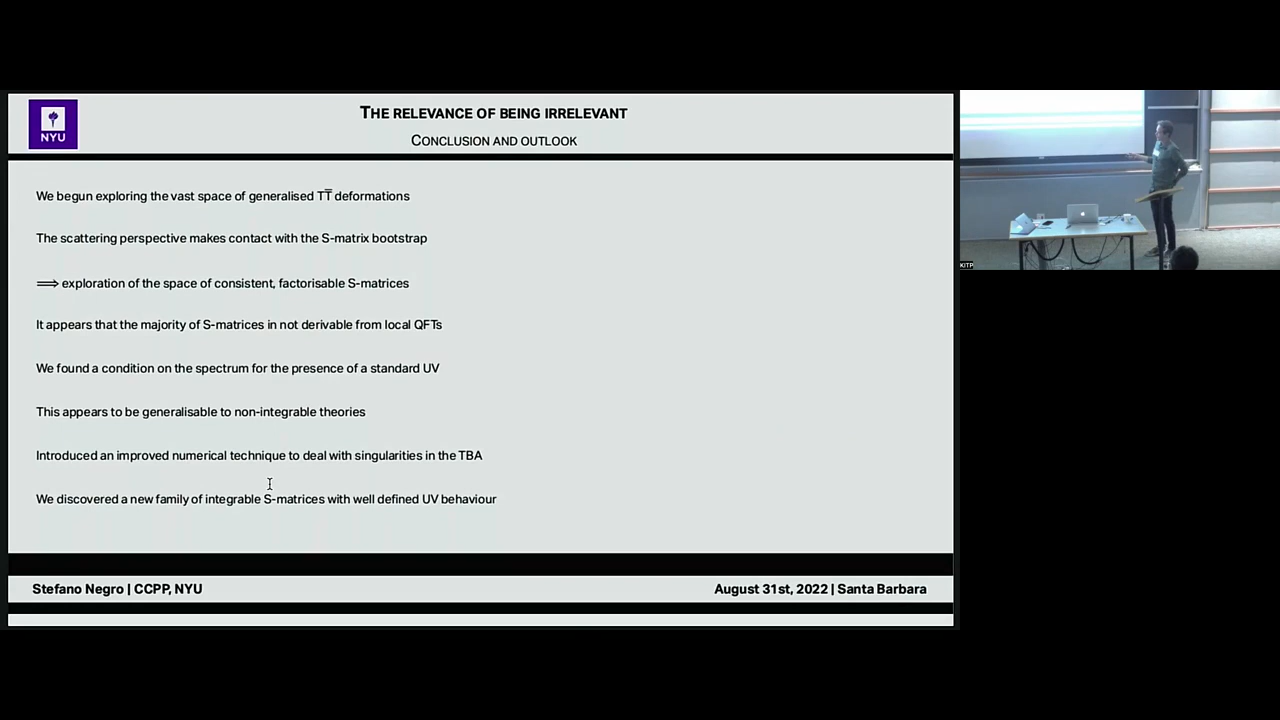 NYU
THE RELEVANCE OF BEING IRRELEVANT
CONCLUSION AND OUTLOOK
We begun exploring the vast space of generalised TT̅ deformations
The scattering perspective makes contact with the S-matrix bootstrap
⟹ exploration of the space of consistent, factorisable S-matrices
It appears that the majority of S-matrices in not derivable from local QFTs
We found a condition on the spectrum for the presence of a standard UV
This appears to be generalisable to non-integrable theories
Introduced an improved numerical technique to deal with singularities in the TBA
We discovered a new family of integrable S-matrices with well defined UV behaviour
Stefano Negro | CCPP, NYU
August 31st, 2022 | Santa Barbara
KITP